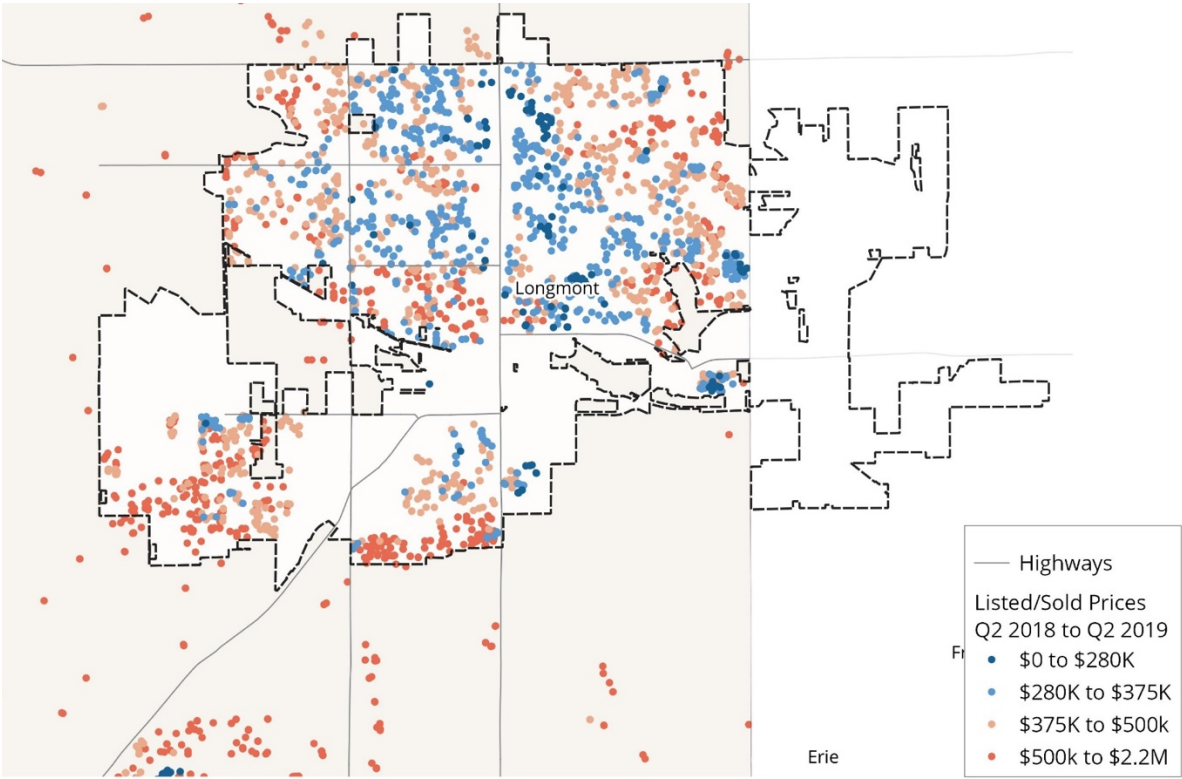 Longmont
Highways
Listed/Sold Prices
Q2 2018 to Q2 2019
$0 to $280K
$280K to $375K
$375K to $500k
$500k to $2.2M
Fr
Erie